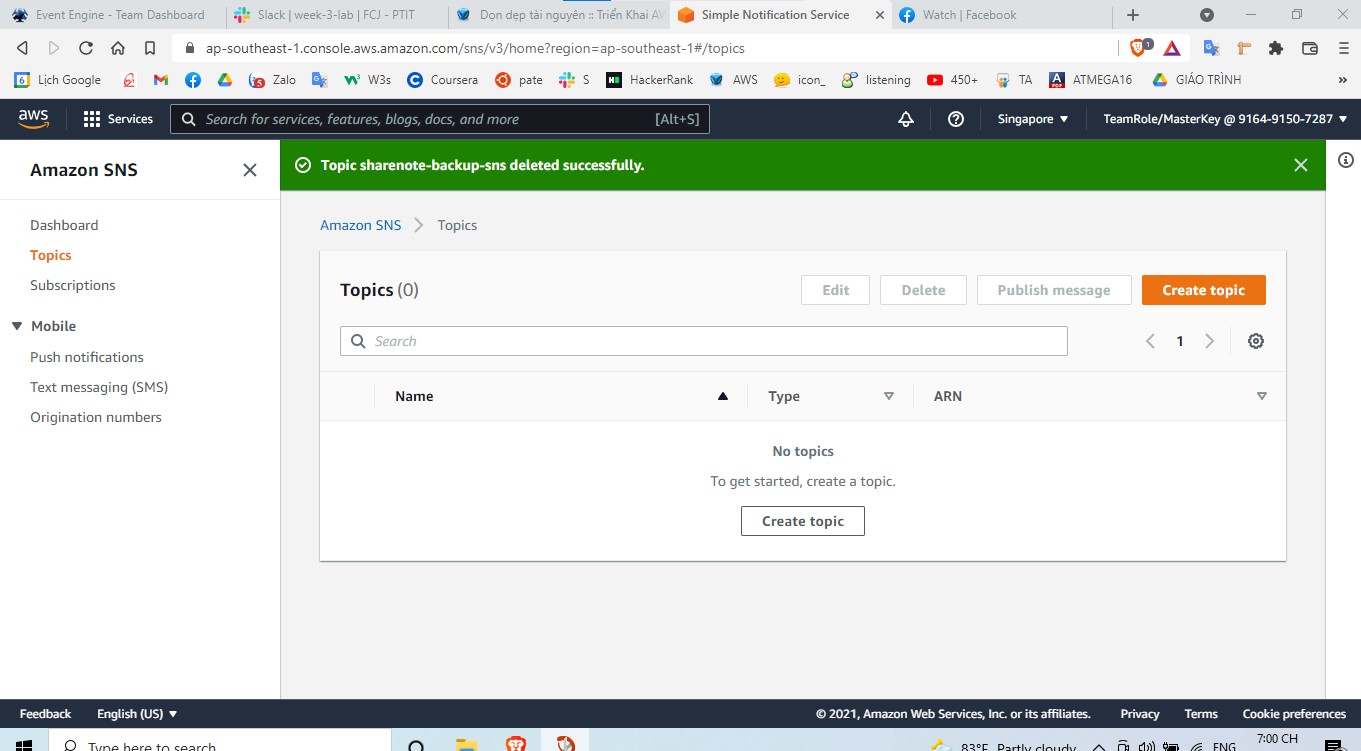 Event Engine - Team Dashboard
Slack | week-3-lab | FCJ - PTIT
Dọn dẹp tài nguyên :: Triển Khai AW
Simple Notification Service
Watch | Facebook
ap-southeast-1.console.aws.amazon.com/sns/v3/home?region=ap-southeast-1#/topics
1
6 Lịch Google
5 Zalo
W3s
Coursera
pate
S
HackerRank
AWS
icon_
listening
450+
TA
ATMEGA16
GIÁO TRÌNH
aws
Services
Search for services, features, blogs, docs, and more [Alt+S]
Singapore
TeamRole/MasterKey @ 9164-9150-7287
Amazon SNS
Topic sharenote-backup-sns deleted successfully.
Dashboard
Topics
Subscriptions
Mobile
Push notifications
Text messaging (SMS)
Origination numbers
Amazon SNS > Topics
Topics (0)
Edit
Delete
Publish message
Create topic
Search
1
Name
Type
ARN
No topics
To get started, create a topic.
Create topic
Feedback
English (US)
© 2021, Amazon Web Services, Inc. or its affiliates.
Privacy
Terms
Cookie preferences
Type here to search
83°F Partly cloudy
ENG
7:00 CH